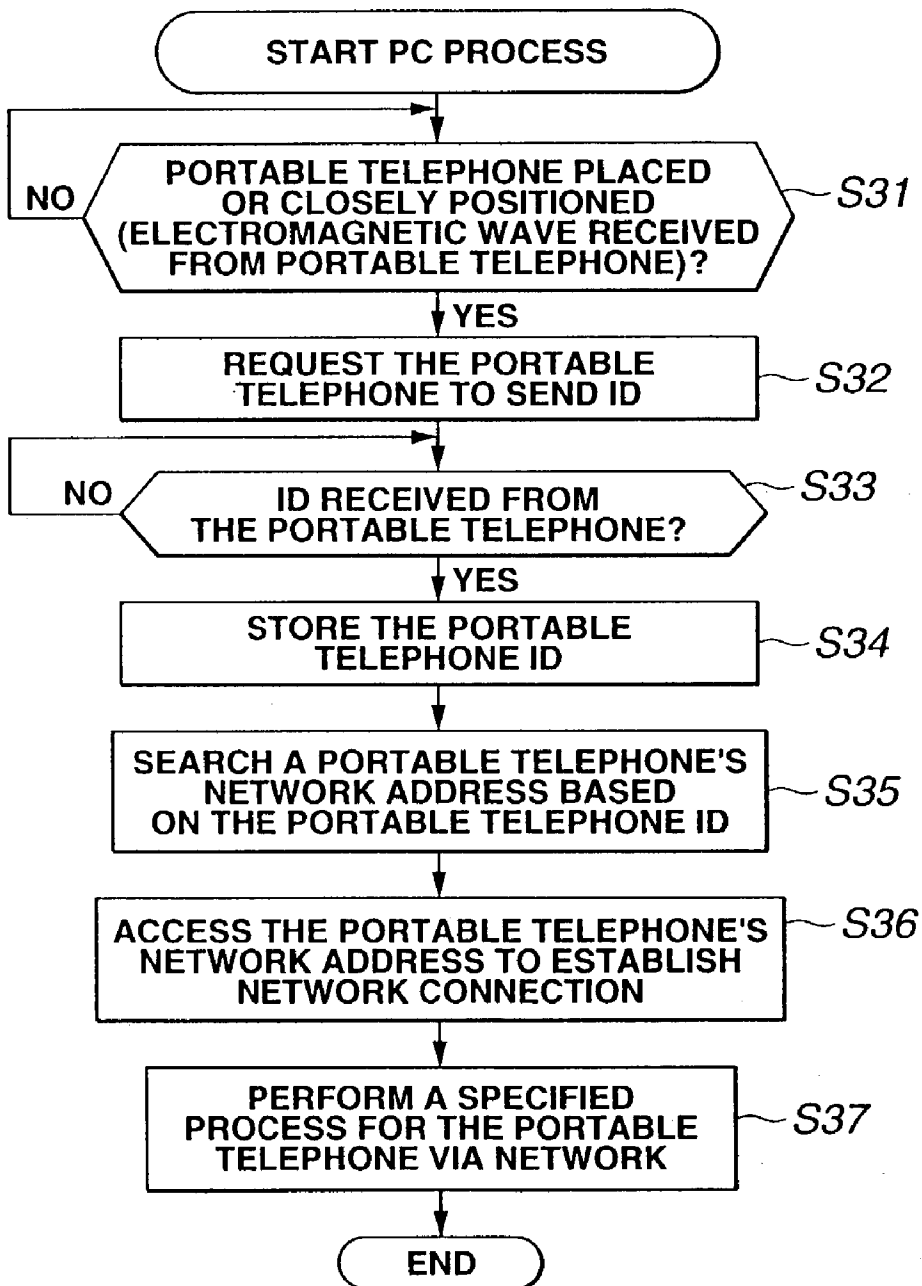 START PC PROCESS
PORTABLE TELEPHONE PLACED
OR CLOSELY POSITIONED
(ELECTROMAGNETIC WAVE RECEIVED
FROM PORTABLE TELEPHONE)?
S31
NO
YES
REQUEST THE PORTABLE
TELEPHONE TO SEND ID
S32
ID RECEIVED FROM
THE PORTABLE TELEPHONE?
S33
NO
YES
STORE THE PORTABLE
TELEPHONE ID
S34
SEARCH A PORTABLE TELEPHONE'S
NETWORK ADDRESS BASED
ON THE PORTABLE TELEPHONE ID
S35
ACCESS THE PORTABLE TELEPHONE'S
NETWORK ADDRESS TO ESTABLISH
NETWORK CONNECTION
S36
PERFORM A SPECIFIED
PROCESS FOR THE PORTABLE
TELEPHONE VIA NETWORK
S37
END